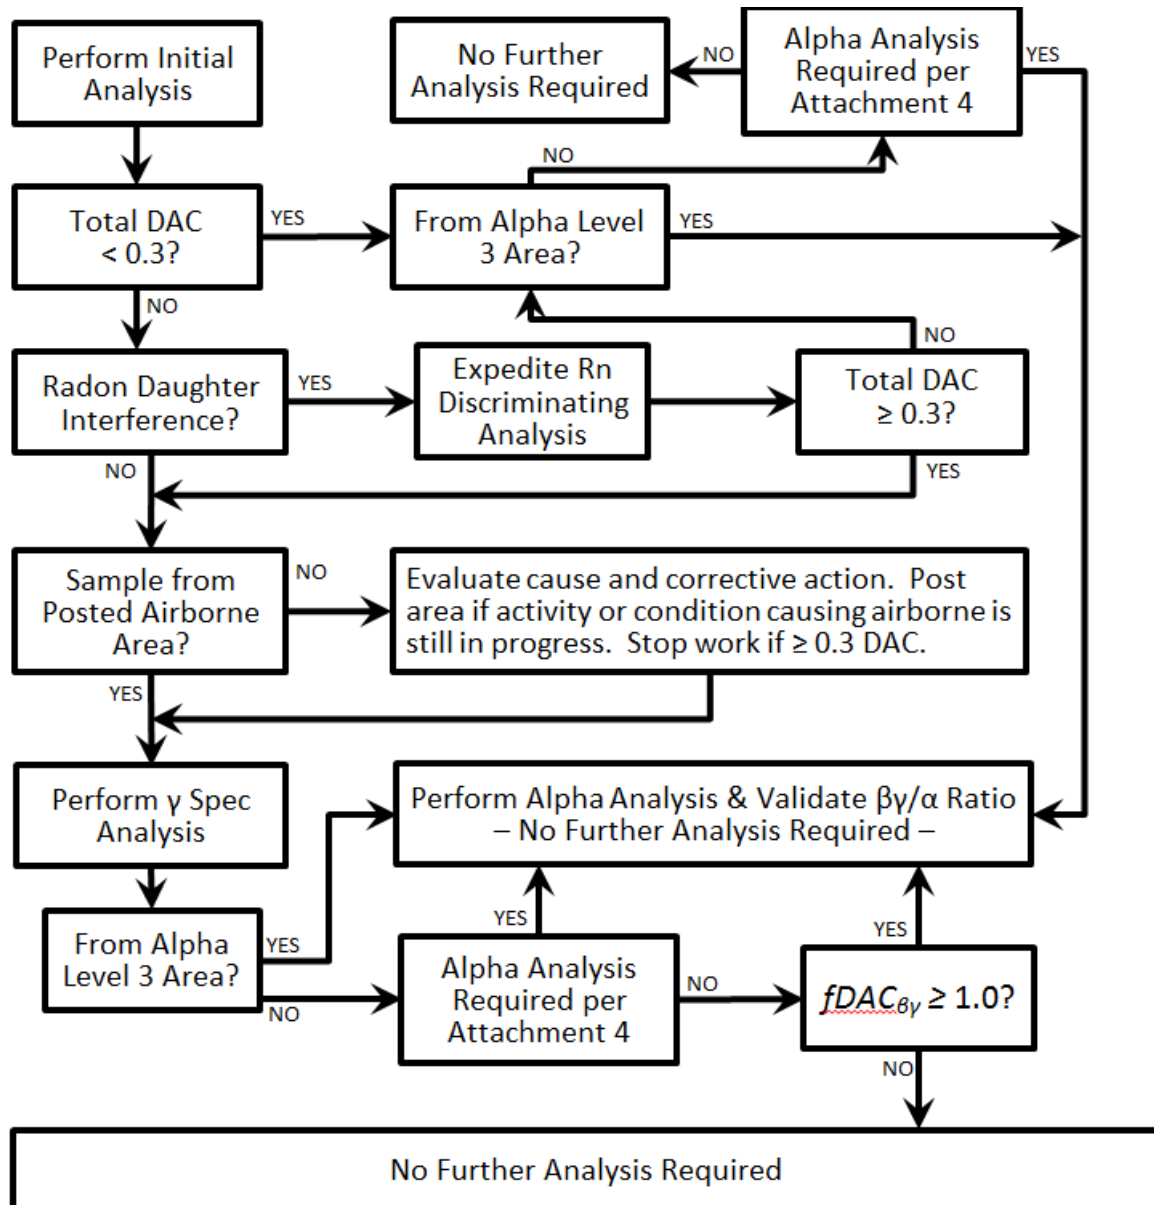 Perform Initial
Analysis
No Further
Analysis Required
NO
Alpha Analysis
Required per
Attachment 4
YES
NO
Total DAC
< 0.3?
YES
From Alpha Level
3 Area?
YES
NO
NO
Radon Daughter
Interference?
YES
Expedite Rn
Discriminating
Analysis
Total DAC
≥ 0.3?
NO
YES
Sample from
Posted Airborne
Area?
NO
Evaluate cause and corrective action.  Post
area if activity or condition causing airborne is
still in progress.  Stop work if ≥ 0.3 DAC.
YES
Perform γ Spec
Analysis
Perform Alpha Analysis & Validate βγ/α Ratio
– No Further Analysis Required –
From Alpha
Level 3 Area?
YES
NO
YES
Alpha Analysis
Required per
Attachment 4
NO
YES
fDACβγ ≥ 1.0?
NO
No Further Analysis Required